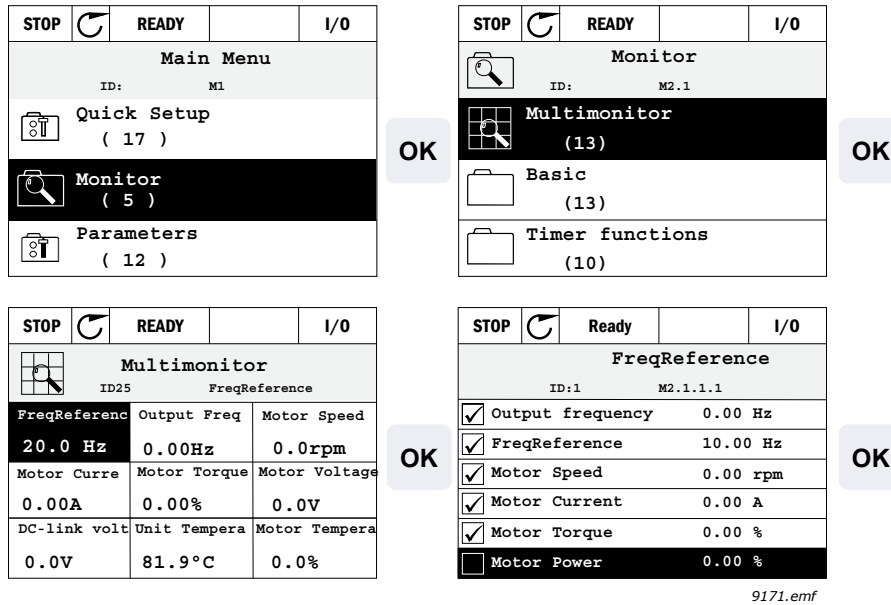 STOP READY I/O
Main Menu
ID: M1
Quick Setup
( 17 )
Monitor
( 5 )
Parameters
( 12 )
OK
STOP READY I/O
Monitor
ID: M2.1
Multimonitor
(13)
Basic
(13)
Timer functions
(10)
OK
STOP READY I/O
Multimonitor
ID25 FreqReference
FreqReferenc Output Freq Motor Speed
20.0 Hz 0.00Hz 0.0rpm
Motor Curre Motor Torque Motor Voltage
0.00A 0.00% 0.0V
DC-link volt Unit Tempera Motor Tempera
0.0V 81.9°C 0.0%
OK
STOP Ready I/O
FreqReference
ID:1 M2.1.1.1
Output frequency 0.00 Hz
FreqReference 10.00 Hz
Motor Speed 0.00 rpm
Motor Current 0.00 A
Motor Torque 0.00 %
Motor Power 0.00 %
OK
9171.emf